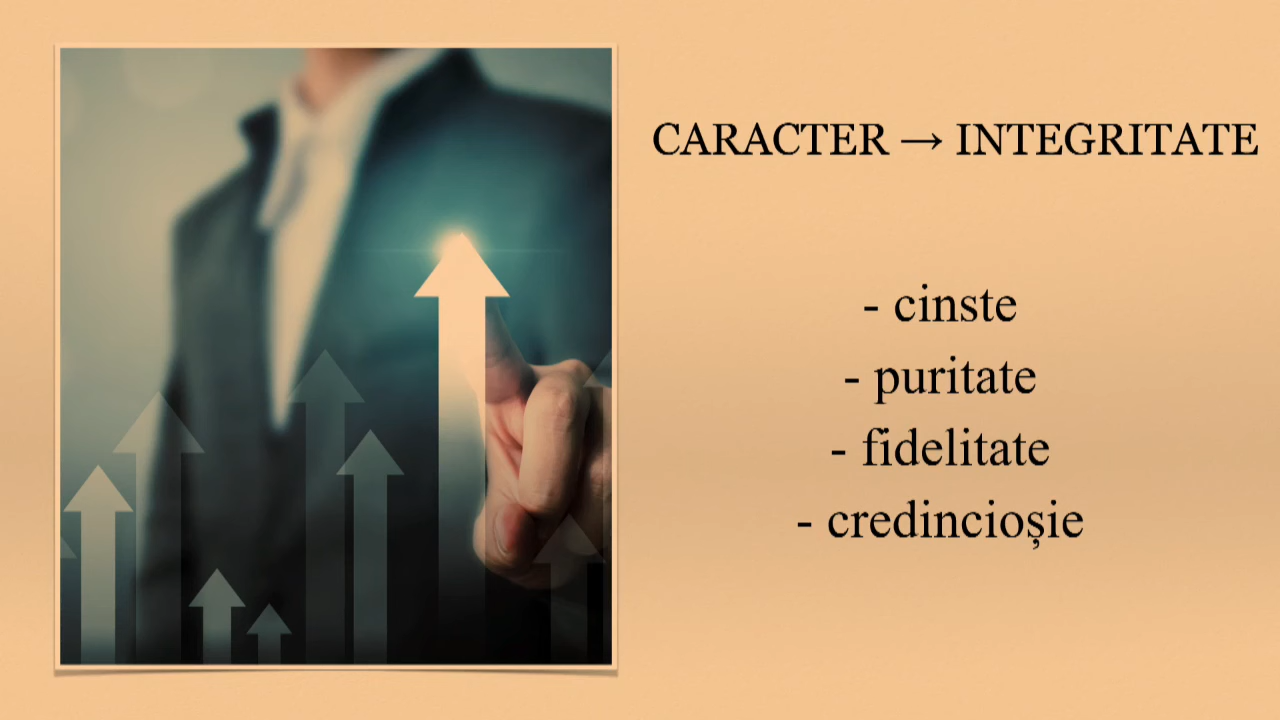 CARACTER → INTEGRITATE
- cinste
- puritate
- fidelitate
- credincioșie